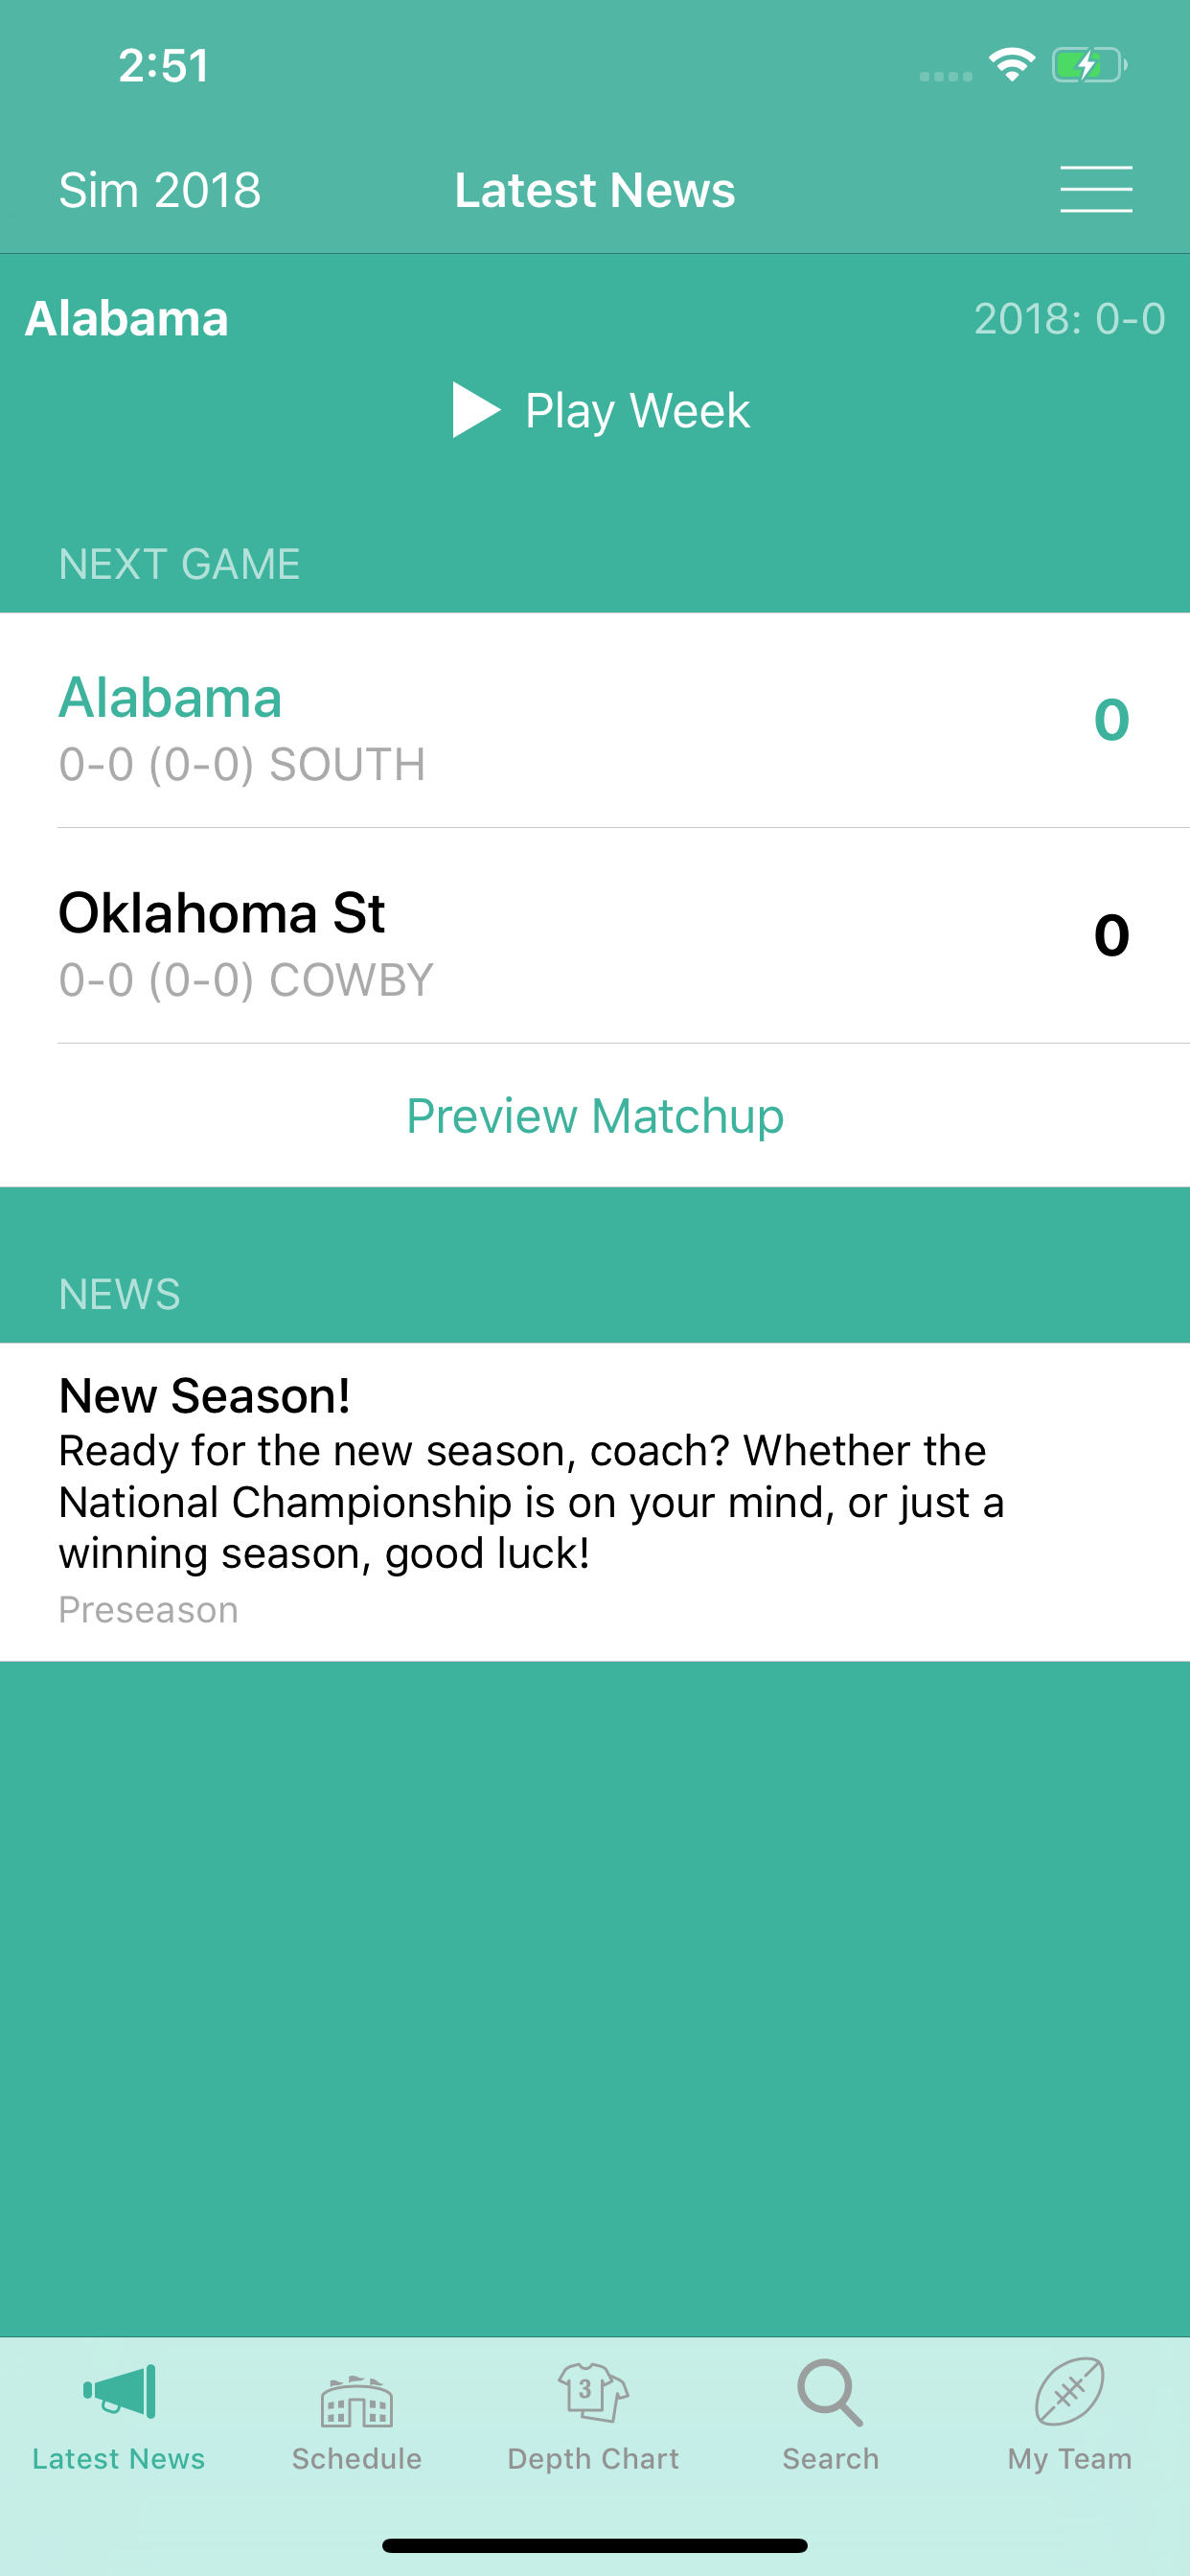 2:51
Sim 2018
Latest News
Alabama
2018: 0-0
Play Week
NEXT GAME
Alabama
0
0-0 (0-0) SOUTH
Oklahoma St
0
0-0 (0-0) COWBY
Preview Matchup
NEWS
New Season!
Ready for the new season, coach? Whether the
National Championship is on your mind, or just a
winning season, good luck!
Preseason
3
Latest News
Schedule
Depth Chart
Search
My Team